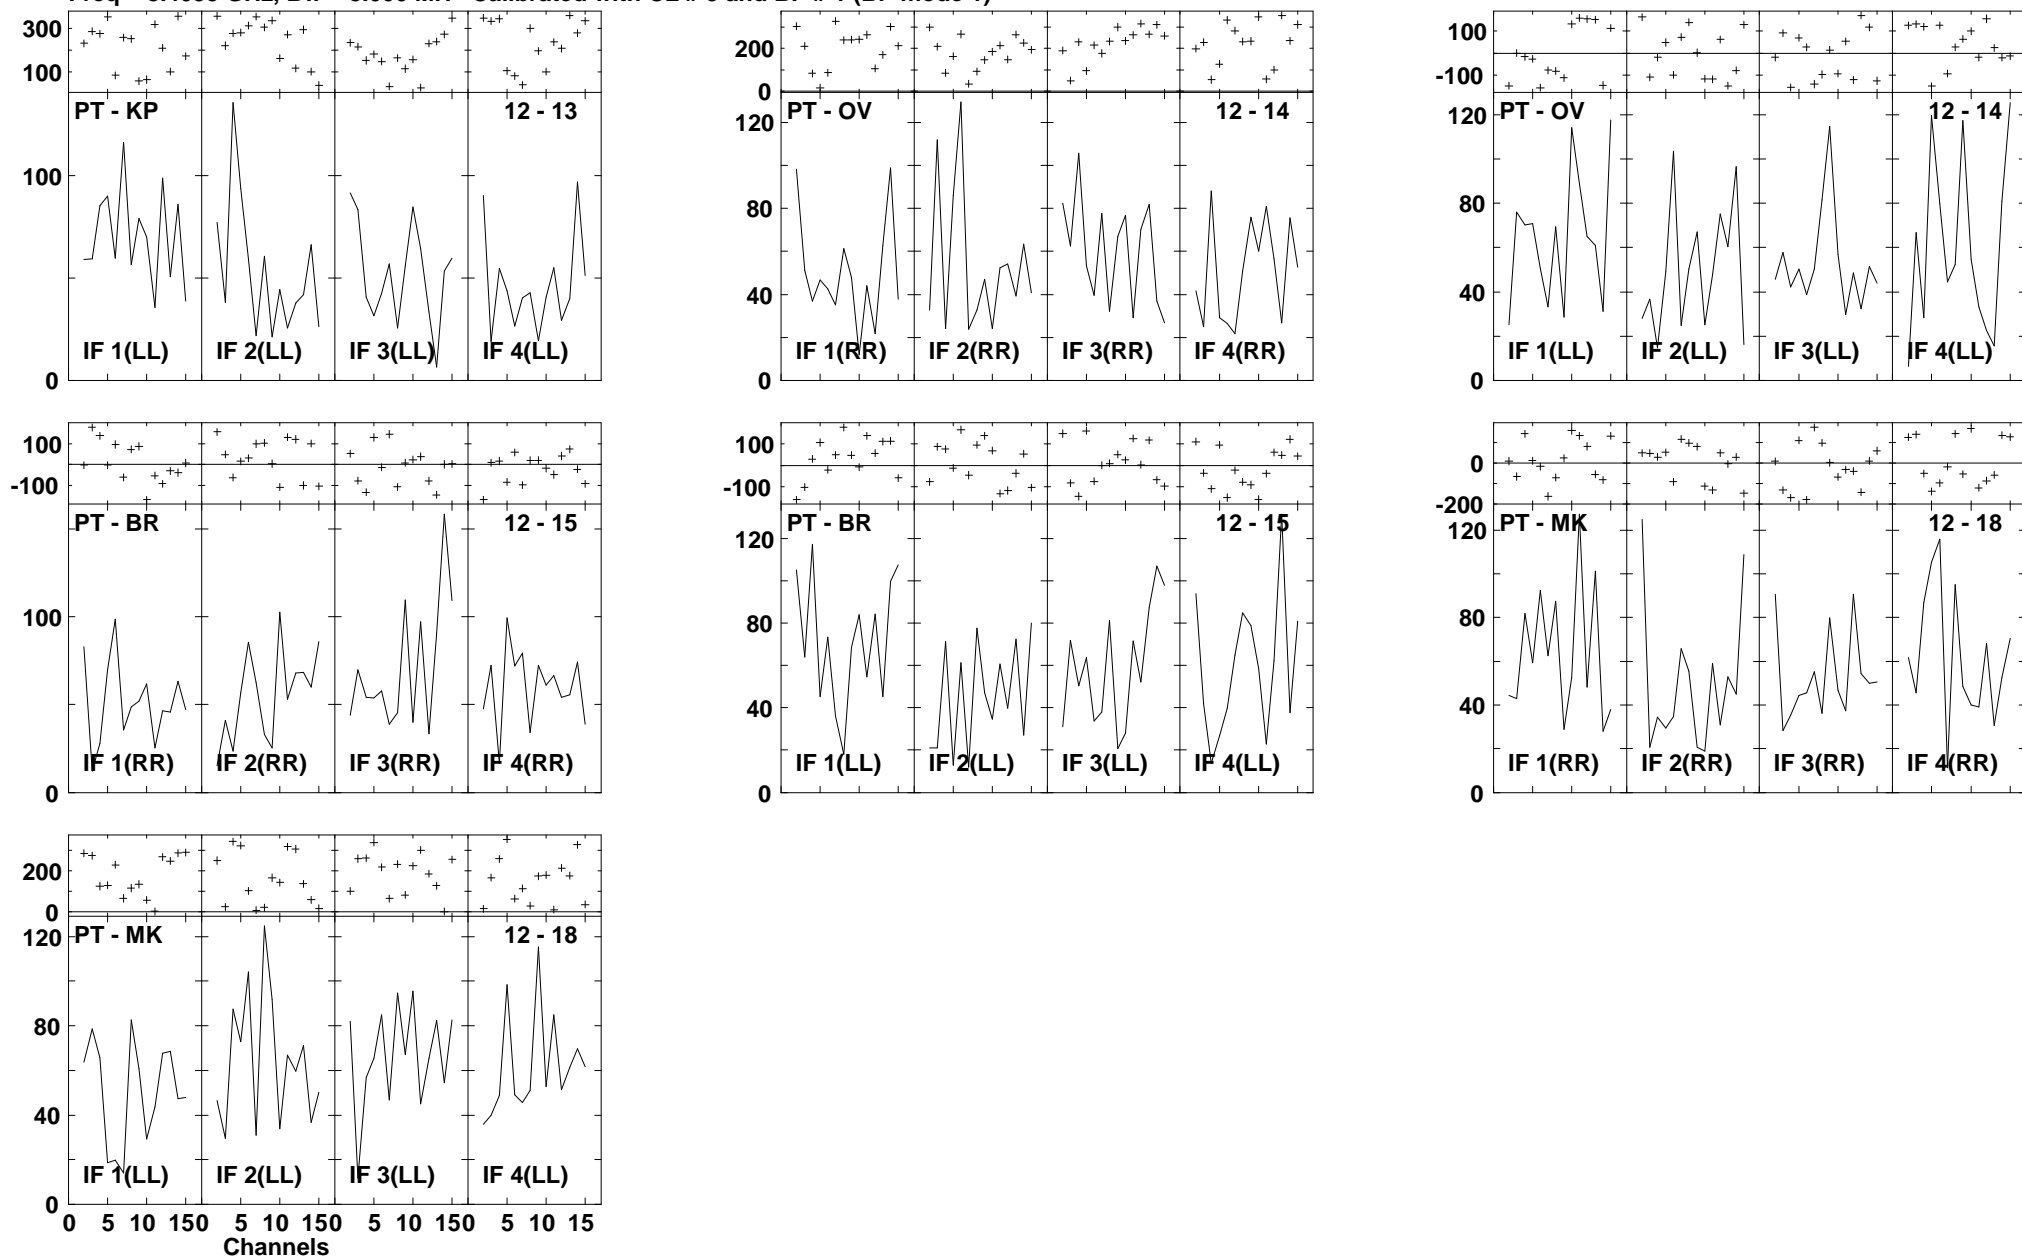 300
100
PT - KP
12 - 13
100
0
IF 1(LL)
IF 2(LL)
IF 3(LL)
IF 4(LL)
200
0
PT - OV
12 - 14
120
80
40
0
IF 1(RR)
IF 2(RR)
IF 3(RR)
IF 4(RR)
100
-100
PT - OV
12 - 14
120
80
40
0
IF 1(LL)
IF 2(LL)
IF 3(LL)
IF 4(LL)
100
-100
PT - BR
12 - 15
100
0
IF 1(RR)
IF 2(RR)
IF 3(RR)
IF 4(RR)
100
-100
PT - BR
12 - 15
120
80
40
0
IF 1(LL)
IF 2(LL)
IF 3(LL)
IF 4(LL)
0
-200
PT - MK
12 - 18
120
80
40
0
IF 1(RR)
IF 2(RR)
IF 3(RR)
IF 4(RR)
200
0
PT - MK
12 - 18
120
80
40
0
IF 1(LL)
IF 2(LL)
IF 3(LL)
IF 4(LL)
0 5 10 150 5 10 150 5 10 150 5 10 15
Channels